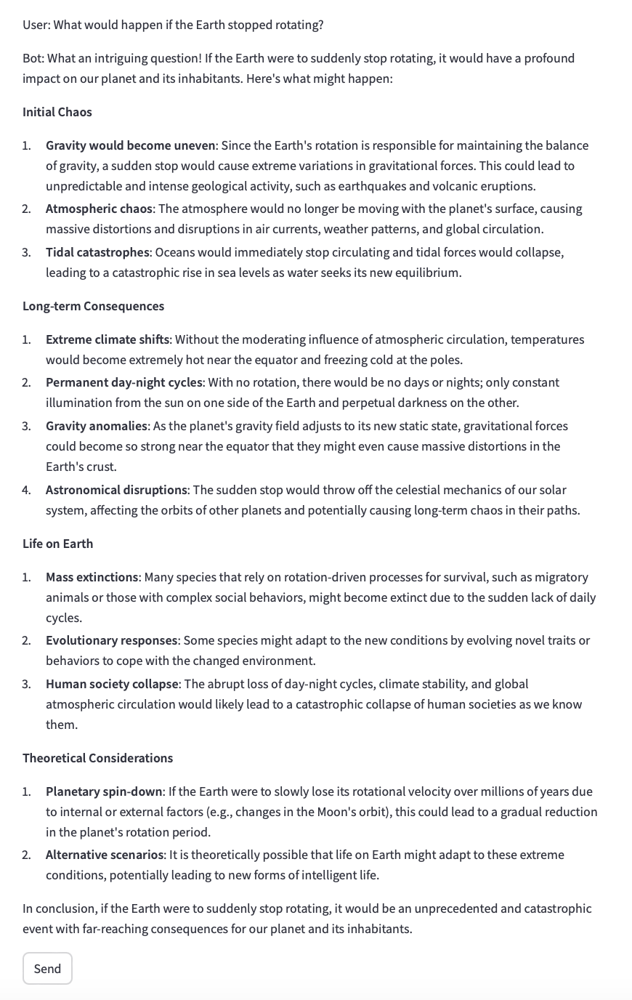 User: What would happen if the Earth stopped rotating?
Bot: What an intriguing question! If the Earth were to suddenly stop rotating, it would have a profound
impact on our planet and its inhabitants. Here's what might happen:
Initial Chaos
1. Gravity would become uneven: Since the Earth's rotation is responsible for maintaining the balance
of gravity, a sudden stop would cause extreme variations in gravitational forces. This could lead to
unpredictable and intense geological activity, such as earthquakes and volcanic eruptions.
2. Atmospheric chaos: The atmosphere would no longer be moving with the planet's surface, causing
massive distortions and disruptions in air currents, weather patterns, and global circulation.
3. Tidal catastrophes: Oceans would immediately stop circulating and tidal forces would collapse,
leading to a catastrophic rise in sea levels as water seeks its new equilibrium.
Long-term Consequences
1. Extreme climate shifts: Without the moderating influence of atmospheric circulation, temperatures
would become extremely hot near the equator and freezing cold at the poles.
2. Permanent day-night cycles: With no rotation, there would be no days or nights; only constant
illumination from the sun on one side of the Earth and perpetual darkness on the other.
3. Gravity anomalies: As the planet's gravity field adjusts to its new static state, gravitational forces
could become so strong near the equator that they might even cause massive distortions in the
Earth's crust.
4. Astronomical disruptions: The sudden stop would throw off the celestial mechanics of our solar
system, affecting the orbits of other planets and potentially causing long-term chaos in their paths.
Life on Earth
1. Mass extinctions: Many species that rely on rotation-driven processes for survival, such as migratory
animals or those with complex social behaviors, might become extinct due to the sudden lack of daily
cycles.
2. Evolutionary responses: Some species might adapt to the new conditions by evolving novel traits or
behaviors to cope with the changed environment.
3. Human society collapse: The abrupt loss of day-night cycles, climate stability, and global
atmospheric circulation would likely lead to a catastrophic collapse of human societies as we know
them.
Theoretical Considerations
1. Planetary spin-down: If the Earth were to slowly lose its rotational velocity over millions of years due
to internal or external factors (e.g., changes in the Moon's orbit), this could lead to a gradual reduction
in the planet's rotation period.
2. Alternative scenarios: It is theoretically possible that life on Earth might adapt to these extreme
conditions, potentially leading to new forms of intelligent life.
In conclusion, if the Earth were to suddenly stop rotating, it would be an unprecedented and catastrophic
event with far-reaching consequences for our planet and its inhabitants.
Send